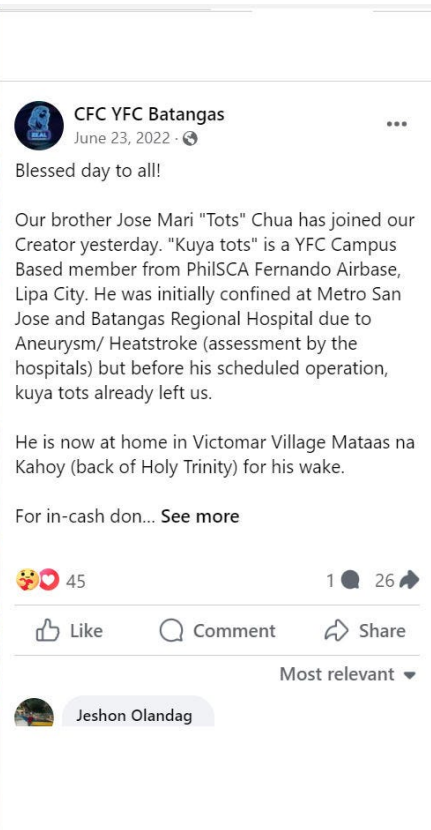 CFC YFC Batangas
June 23, 2022 ·
Blessed day to all!
Our brother Jose Mari "Tots" Chua has joined our
Creator yesterday. "Kuya tots" is a YFC Campus
Based member from PhilSCA Fernando Airbase,
Lipa City. He was initially confined at Metro San
Jose and Batangas Regional Hospital due to
Aneurysm/ Heatstroke (assessment by the
hospitals) but before his scheduled operation,
kuya tots already left us.
He is now at home in Victomar Village Mataas na
Kahoy (back of Holy Trinity) for his wake.
For in-cash don... See more
45
1 26
Like Comment Share
Most relevant
Jeshon Olandag